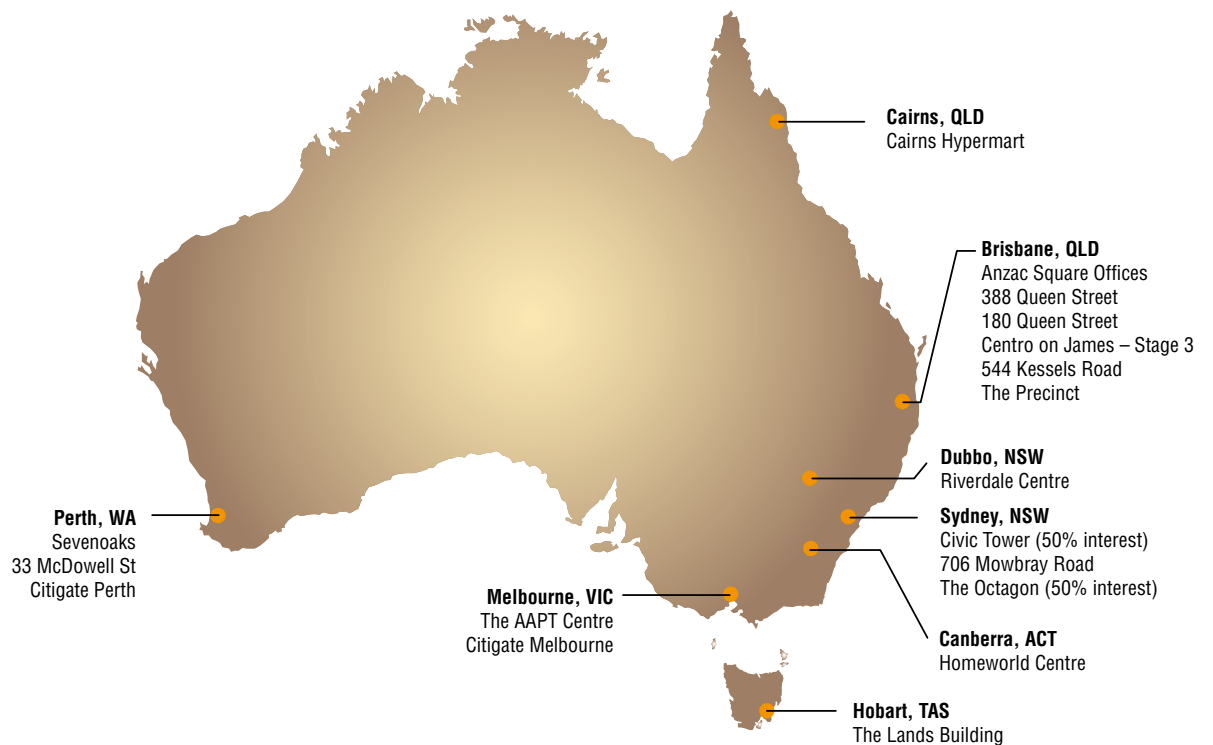 Cairns, QLD
Cairns Hypermart
Brisbane, QLD
Anzac Square Offices
388 Queen Street
180 Queen Street
Centro on James – Stage 3
544 Kessels Road
The Precinct
Dubbo, NSW
Riverdale Centre
Sydney, NSW
Civic Tower (50% interest)
706 Mowbray Road
The Octagon (50% interest)
Canberra, ACT
Homeworld Centre
Hobart, TAS
The Lands Building
Melbourne, VIC
The AAPT Centre
Citigate Melbourne
Perth, WA
Sevenoaks
33 McDowell St
Citigate Perth